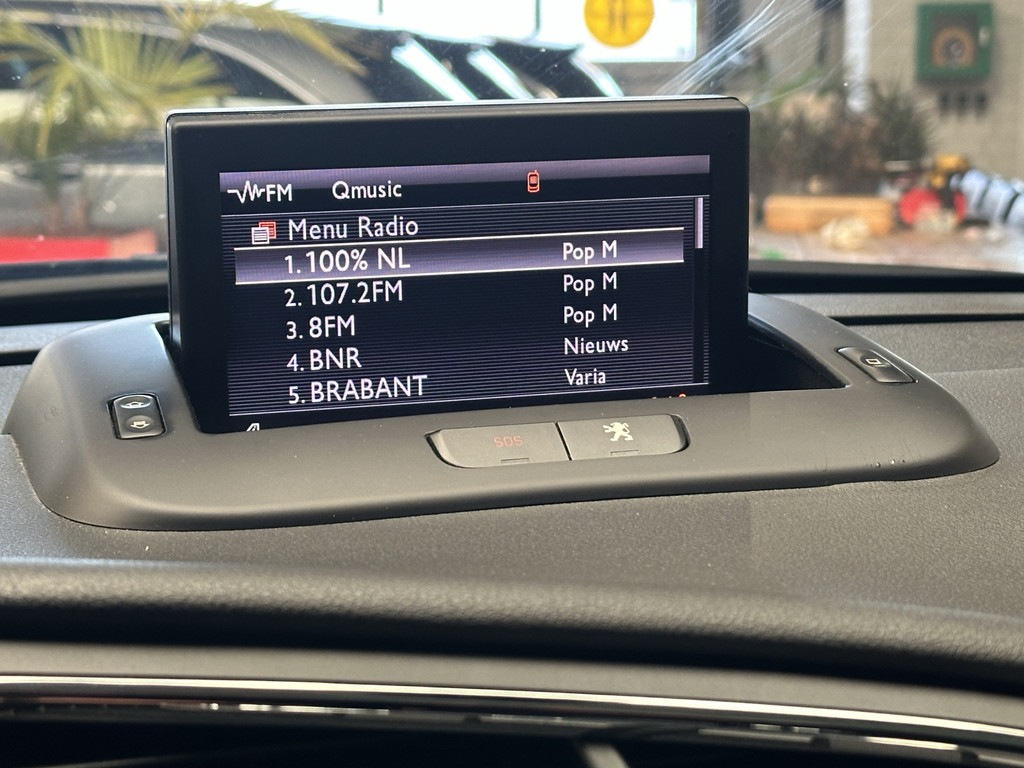 FM Qmusic
Menu Radio
1. 100% NL Pop M
2. 107.2FM Pop M
3. 8FM Pop M
4. BNR Nieuws
5. BRABANT Varia
SOS